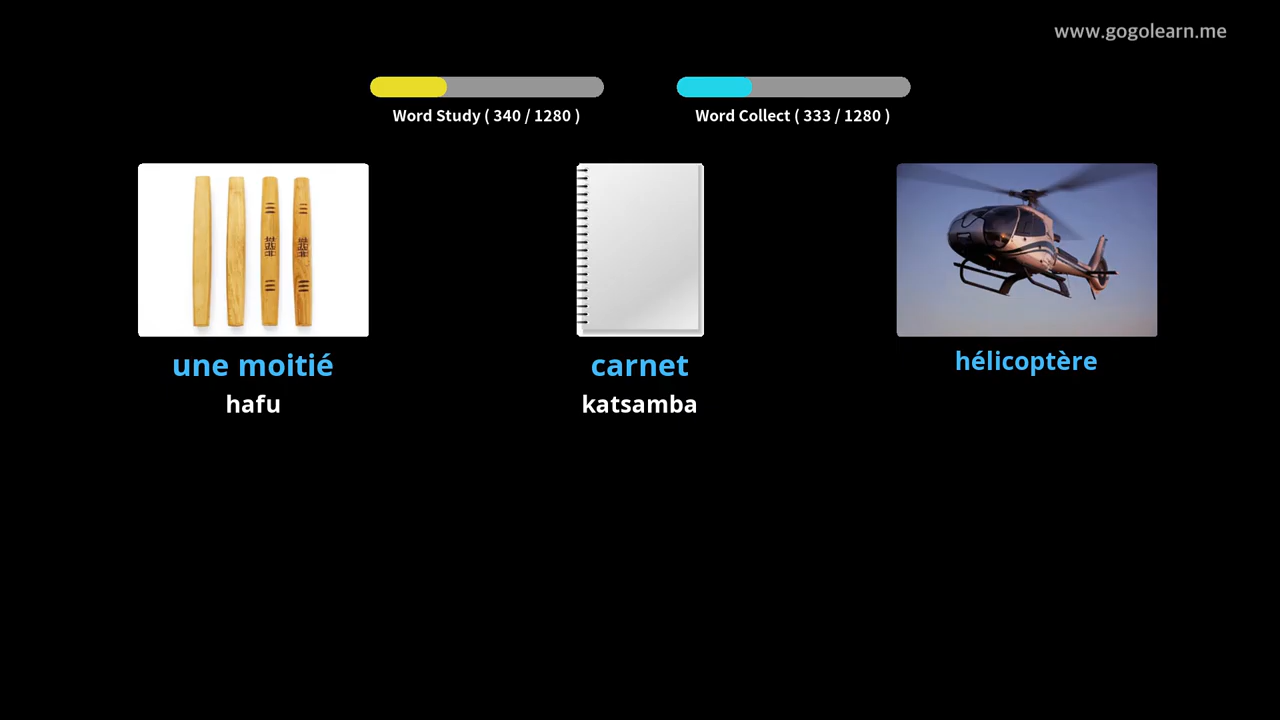 www.gogolearn.me
Word Study ( 340 / 1280 )
Word Collect ( 333 / 1280 )
une moitié
hafu
carnet
katsamba
hélicoptère